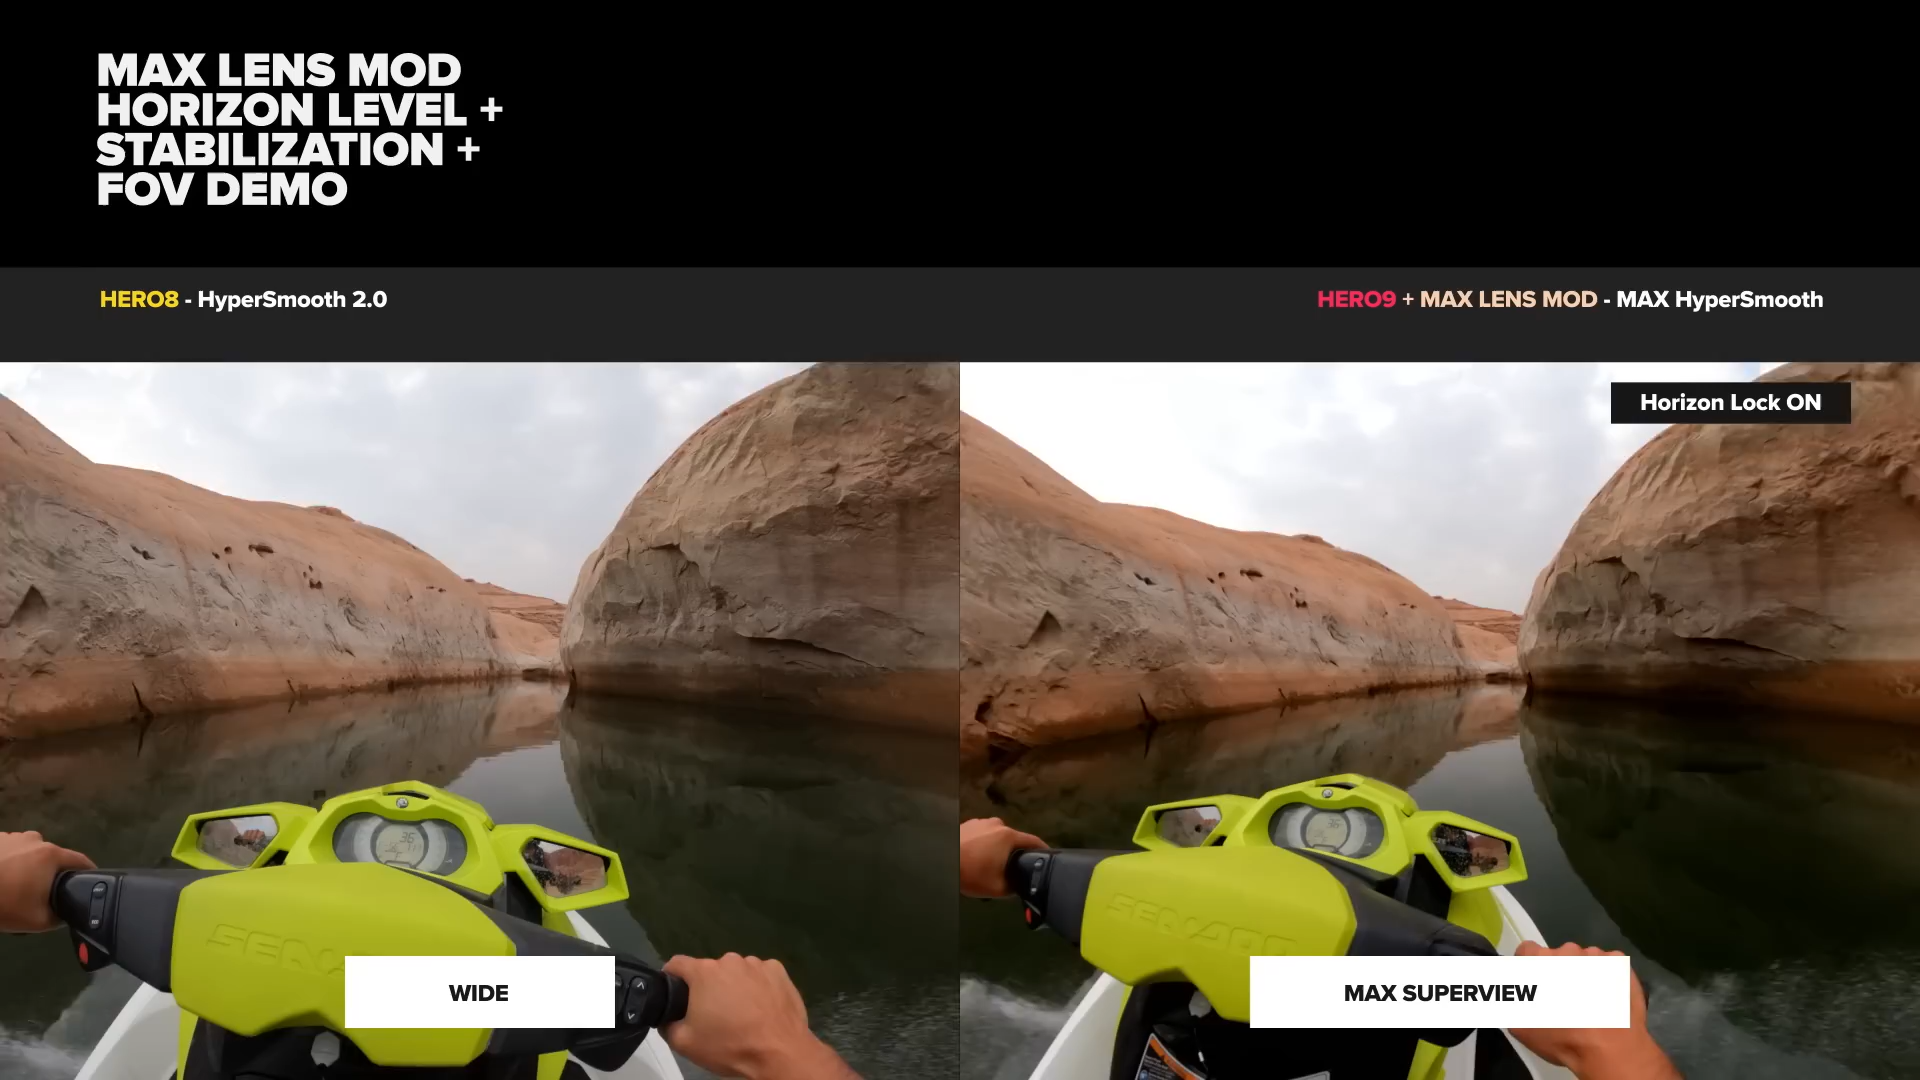 MAX LENS MOD
HORIZON LEVEL +
STABILIZATION +
FOV DEMO
HERO8 - HyperSmooth 2.0
HERO9 + MAX LENS MOD - MAX HyperSmooth
Horizon Lock ON
WIDE
MAX SUPERVIEW